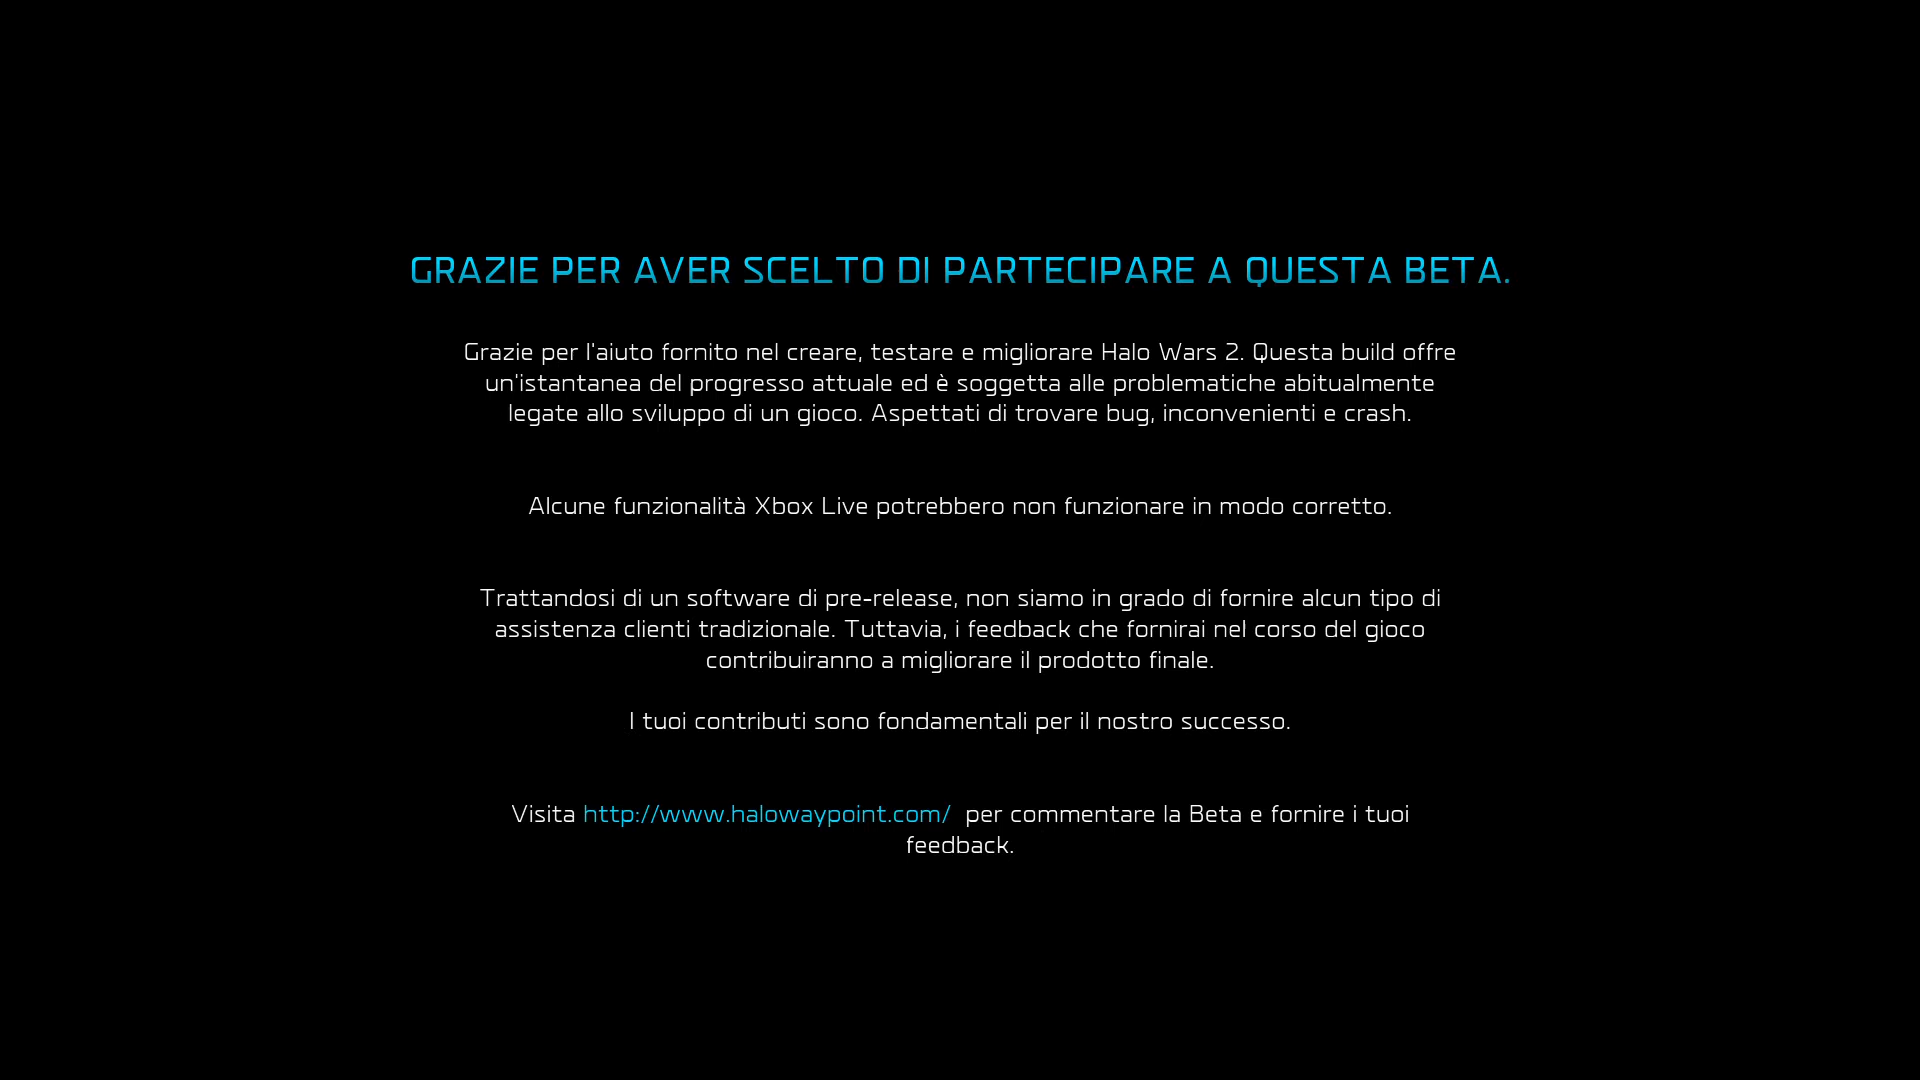 GRAZIE PER AVER SCELTO DI PARTECIPARE A QUESTA BETA.
Grazie per l'aiuto fornito nel creare, testare e migliorare Halo Wars 2. Questa build offre
un'istantanea del progresso attuale ed è soggetta alle problematiche abitualmente
legate allo sviluppo di un gioco. Aspettati di trovare bug, inconvenienti e crash.
Alcune funzionalità Xbox Live potrebbero non funzionare in modo corretto.
Trattandosi di un software di pre-release, non siamo in grado di fornire alcun tipo di
assistenza clienti tradizionale. Tuttavia, i feedback che fornirai nel corso del gioco
contribuiranno a migliorare il prodotto finale.
I tuoi contributi sono fondamentali per il nostro successo.
Visita http://www.halowaypoint.com/ per commentare la Beta e fornire i tuoi
feedback.